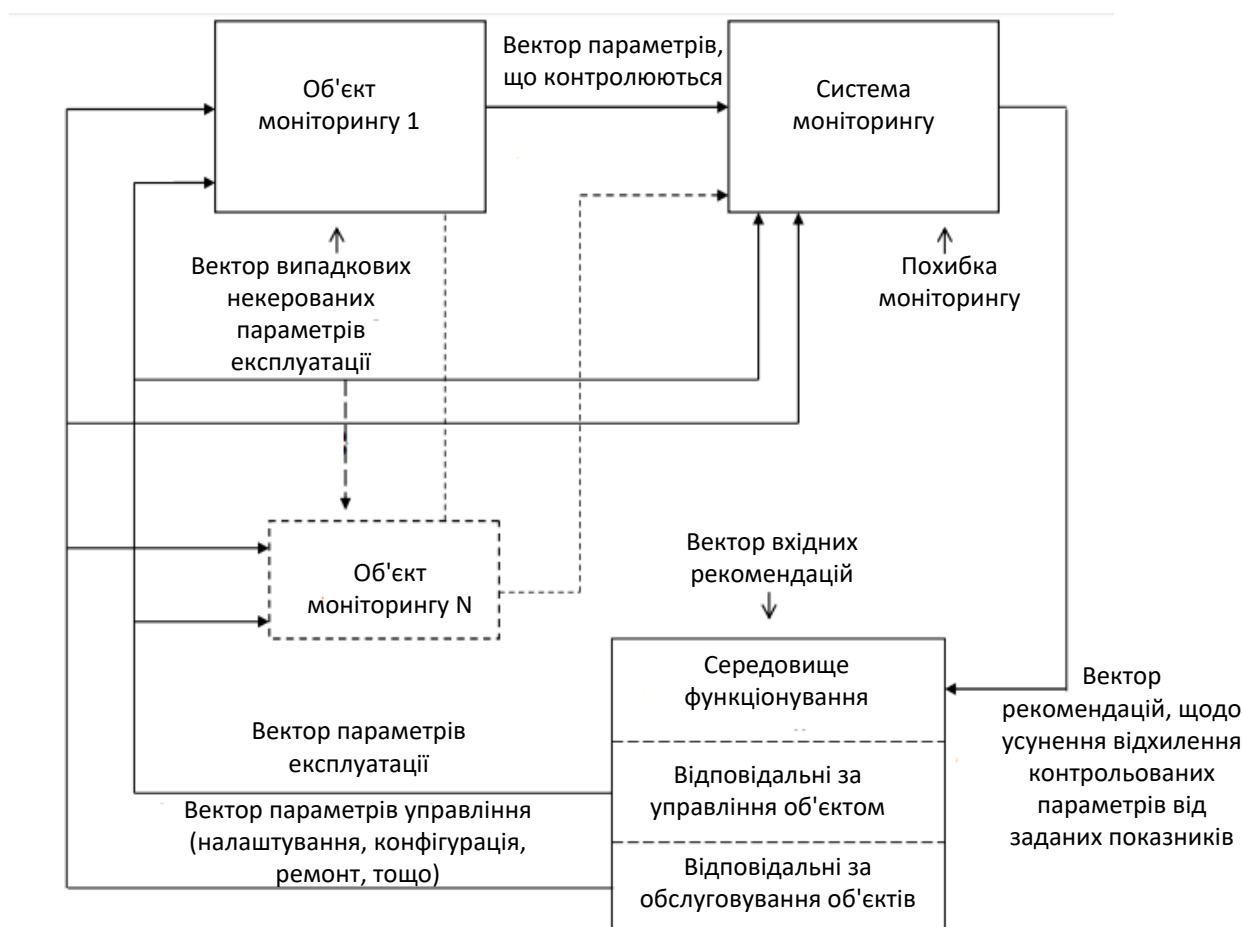 Об'єкт
моніторингу 1
Вектор параметрів,
що контролюються
Система
моніторингу
Вектор випадкових
некерованих
параметрів
експлуатації
Похибка
моніторингу
Об'єкт
моніторингу N
Вектор вхідних
рекомендацій
Середовище
функціонування
Вектор
рекомендацій, щодо
усунення відхилення
контрольованих
параметрів від
заданих показників
Вектор параметрів
експлуатації
Відповідальні за
управління об'єктом
Вектор параметрів управління
(налаштування, конфігурація,
ремонт, тощо)
Відповідальні за
обслуговування об'єктів